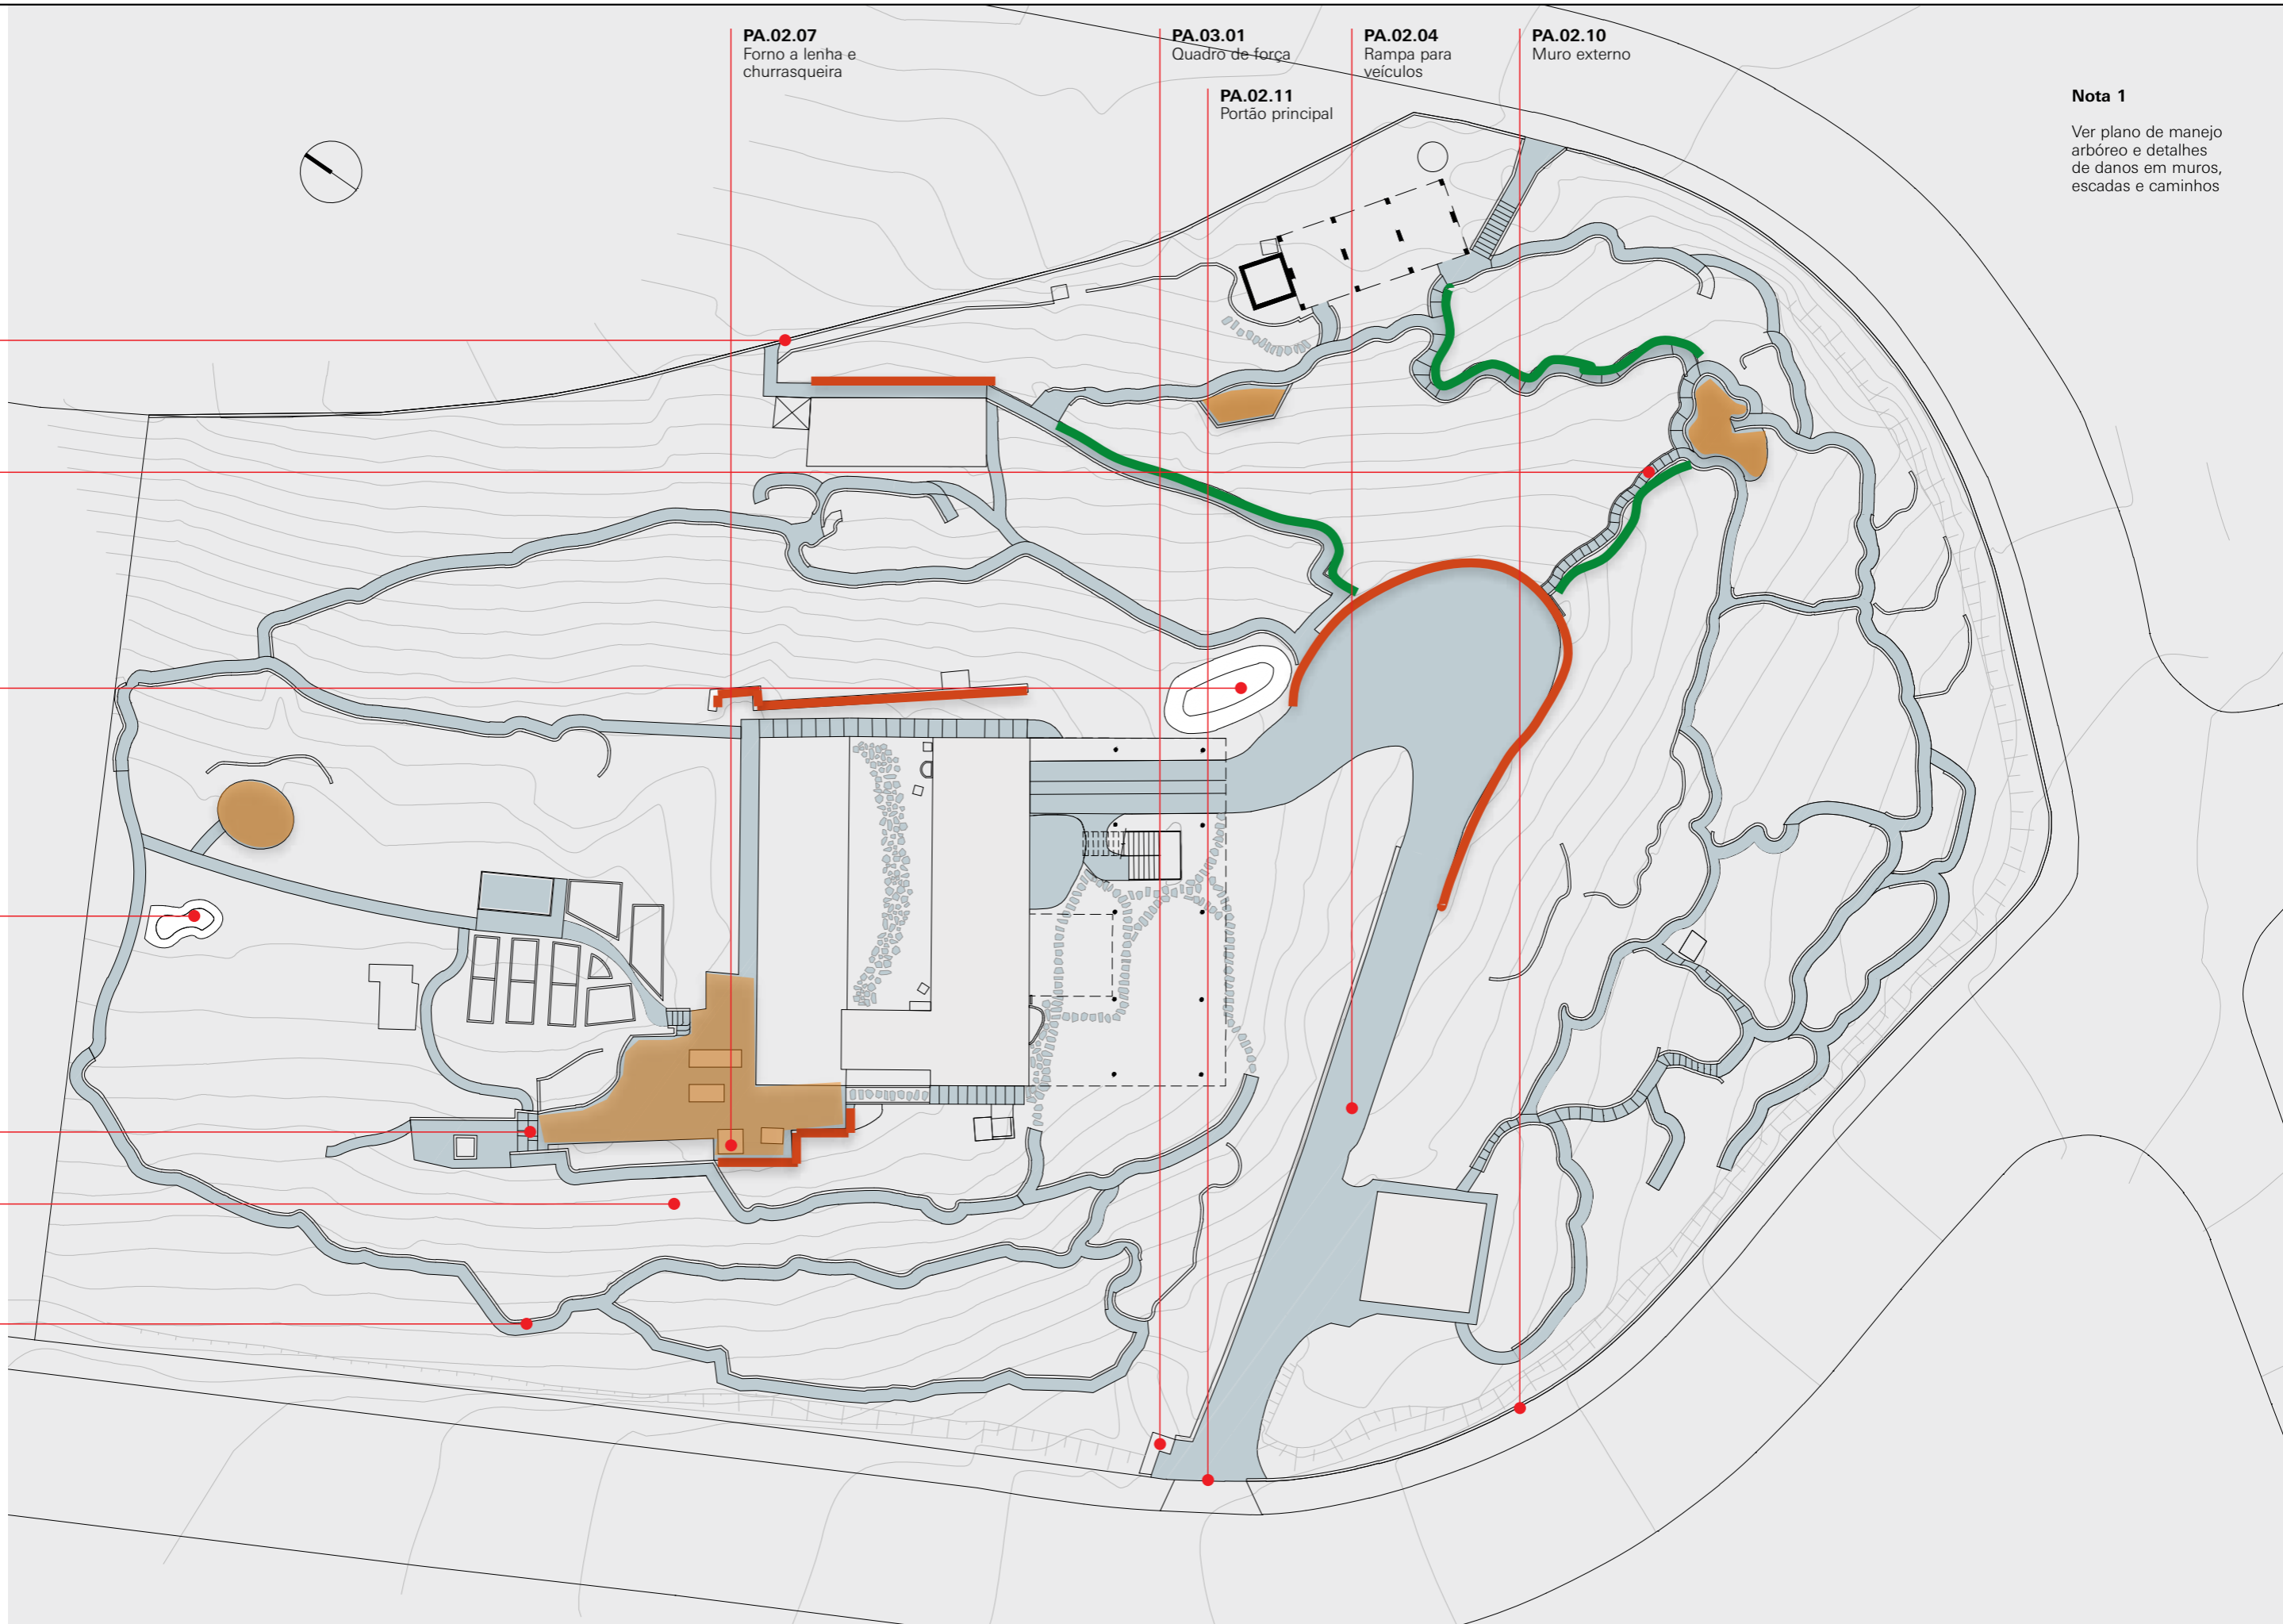 PA.02.07
Forno a lenha e
churrasqueira
PA.03.01
Quadro de força
PA.02.11
Portão principal
PA.02.04
Rampa para
veículos
PA.02.10
Muro externo
Nota 1
Ver plano de manejo
arbóreo e detalhes
de danos em muros,
escadas e caminhos